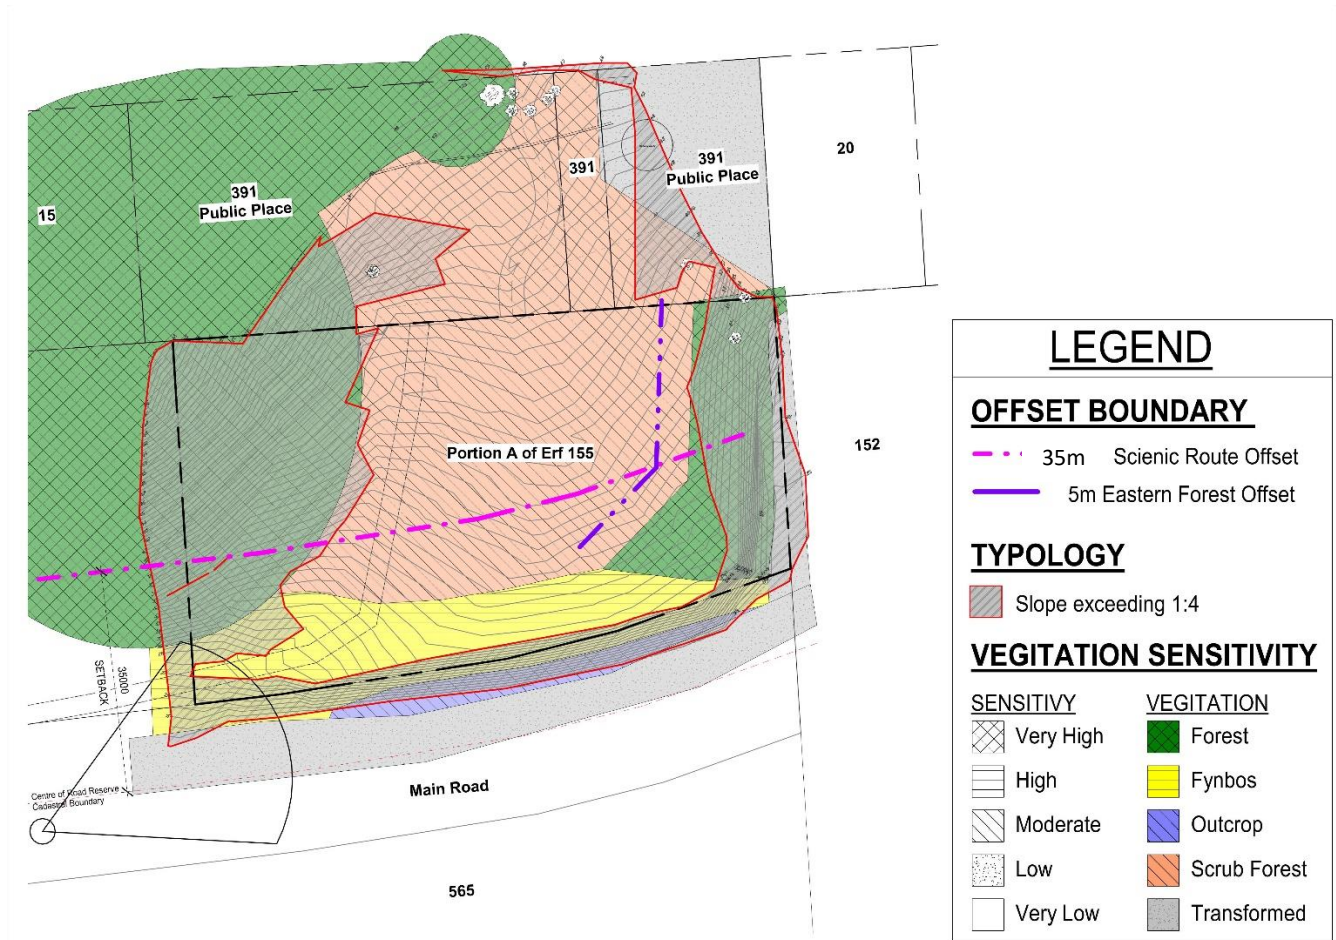 391
Public Place
15
391
391
Public Place
20
Portion A of Erf 155
152
35000
SETBACK
Centre of Road Reserve
Cadastral Boundary
Main Road
565
LEGEND
OFFSET BOUNDARY
35m Scienic Route Offset
5m Eastern Forest Offset
TYPOLOGY
Slope exceeding 1:4
VEGITATION SENSITIVITY
SENSITIVY VEGITATION
Very High Forest
High Fynbos
Moderate Outcrop
Low Scrub Forest
Very Low Transformed